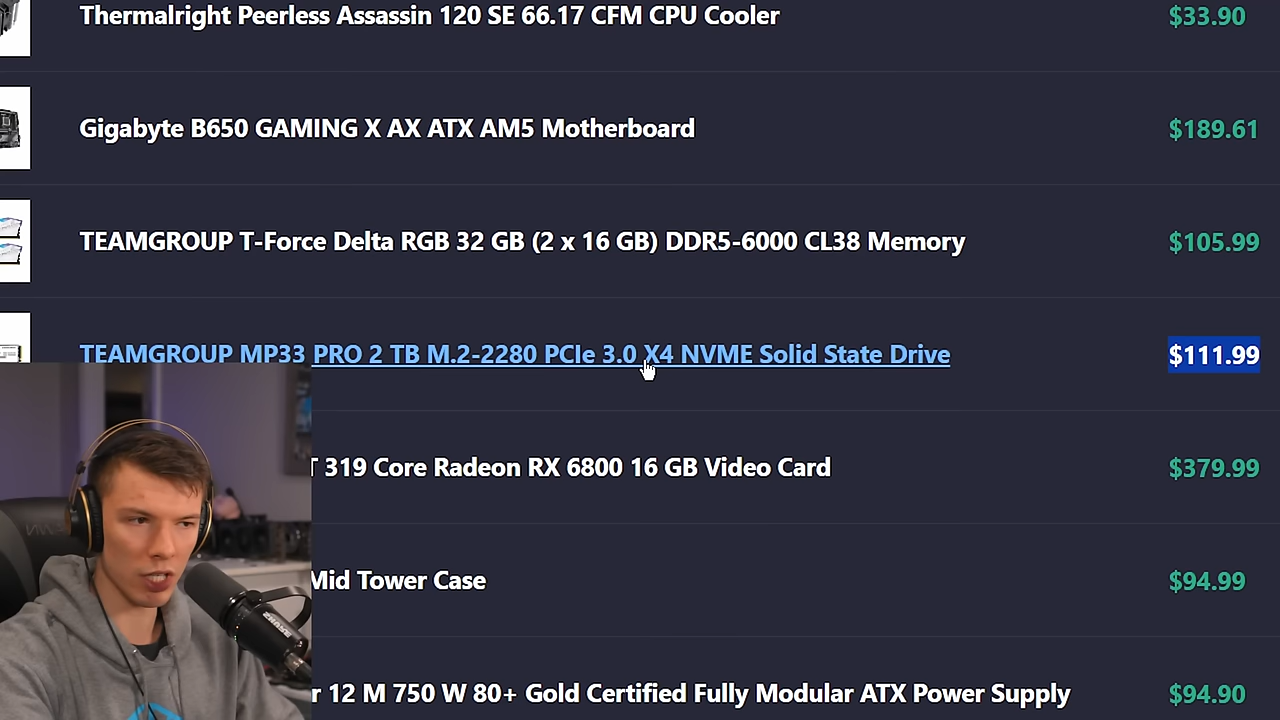 Thermalright Peerless Assassin 120 SE 66.17 CFM CPU Cooler $33.90
Gigabyte B650 GAMING X AX ATX AM5 Motherboard $189.61
TEAMGROUP T-Force Delta RGB 32 GB (2 x 16 GB) DDR5-6000 CL38 Memory $105.99
TEAMGROUP MP33 PRO 2 TB M.2-2280 PCIe 3.0 X4 NVME Solid State Drive $111.99
319 Core Radeon RX 6800 16 GB Video Card $379.99
Mid Tower Case $94.99
12 M 750 W 80+ Gold Certified Fully Modular ATX Power Supply $94.90